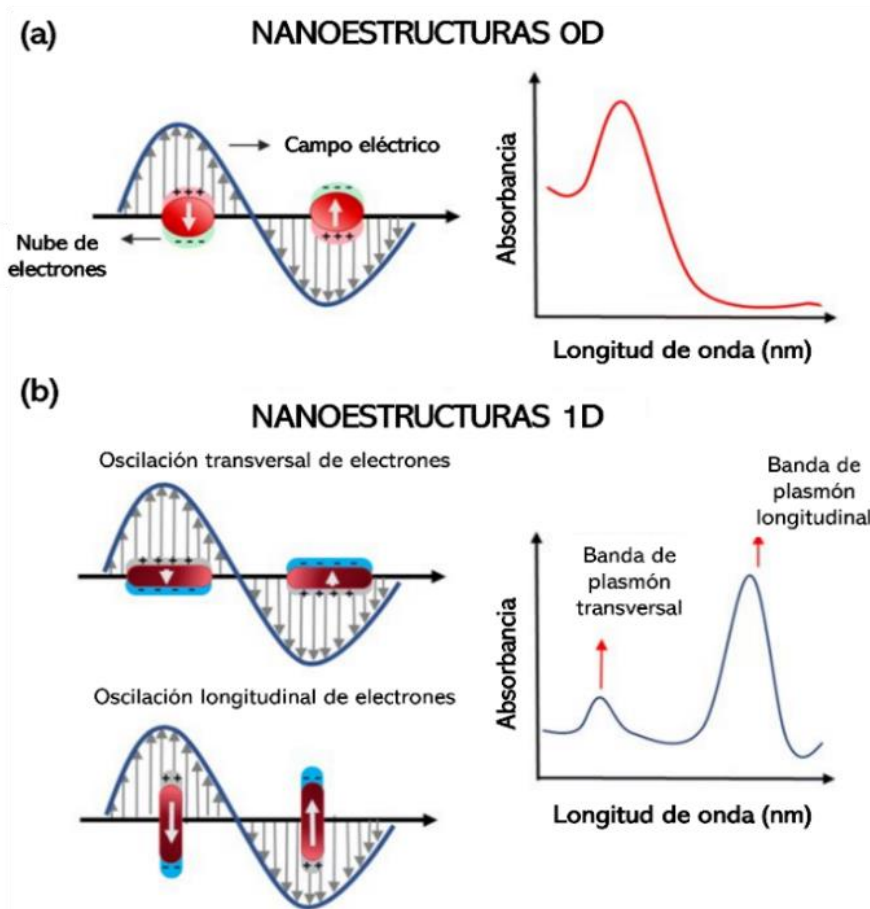 (a)
NANOESTRUCTURAS 0D
Campo eléctrico
+++
- - -
- - -
+++
Nube de
electrones
Absorbancia
Longitud de onda (nm)
(b)
NANOESTRUCTURAS 1D
Oscilación transversal de electrones
Banda de
plasmón
longitudinal
Banda de
plasmón
transversal
+ + + + +
- - - - -
- - - - -
+ + + + +
Absorbancia
Oscilación longitudinal de electrones
++
--
--
++
Longitud de onda (nm)